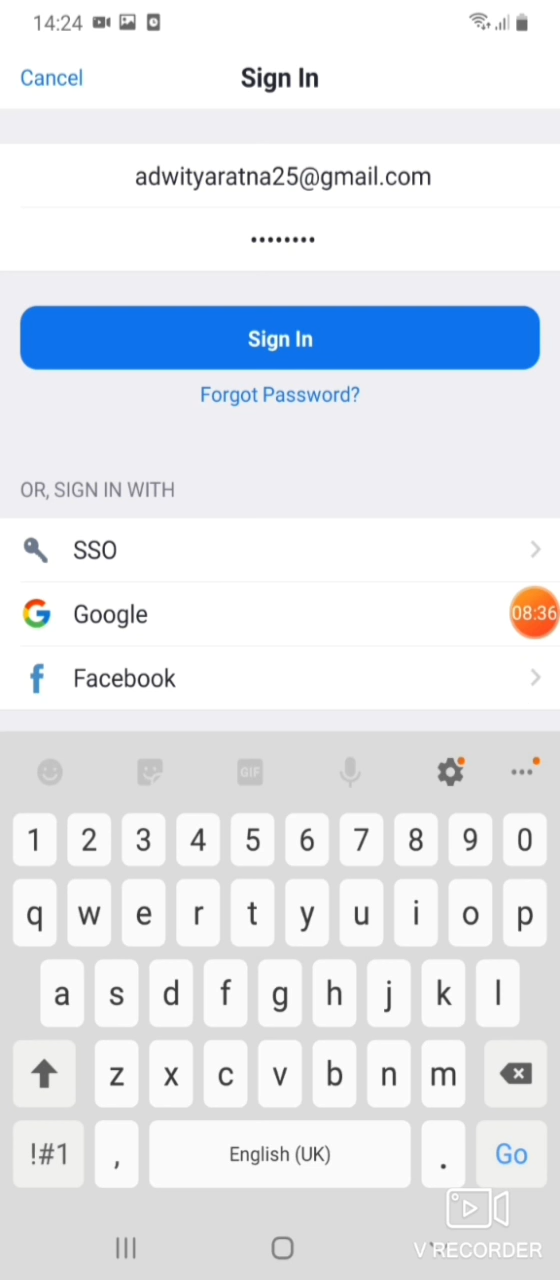 14:24
Cancel
Sign In
adwityaratna25@gmail.com
••••••••
Sign In
Forgot Password?
OR, SIGN IN WITH
SSO
Google
08:36
Facebook
GIF
1 2 3 4 5 6 7 8 9 0
q w e r t y u i o p
a s d f g h j k l
z x c v b n m
!#1 , English (UK) . Go
V RECORDER